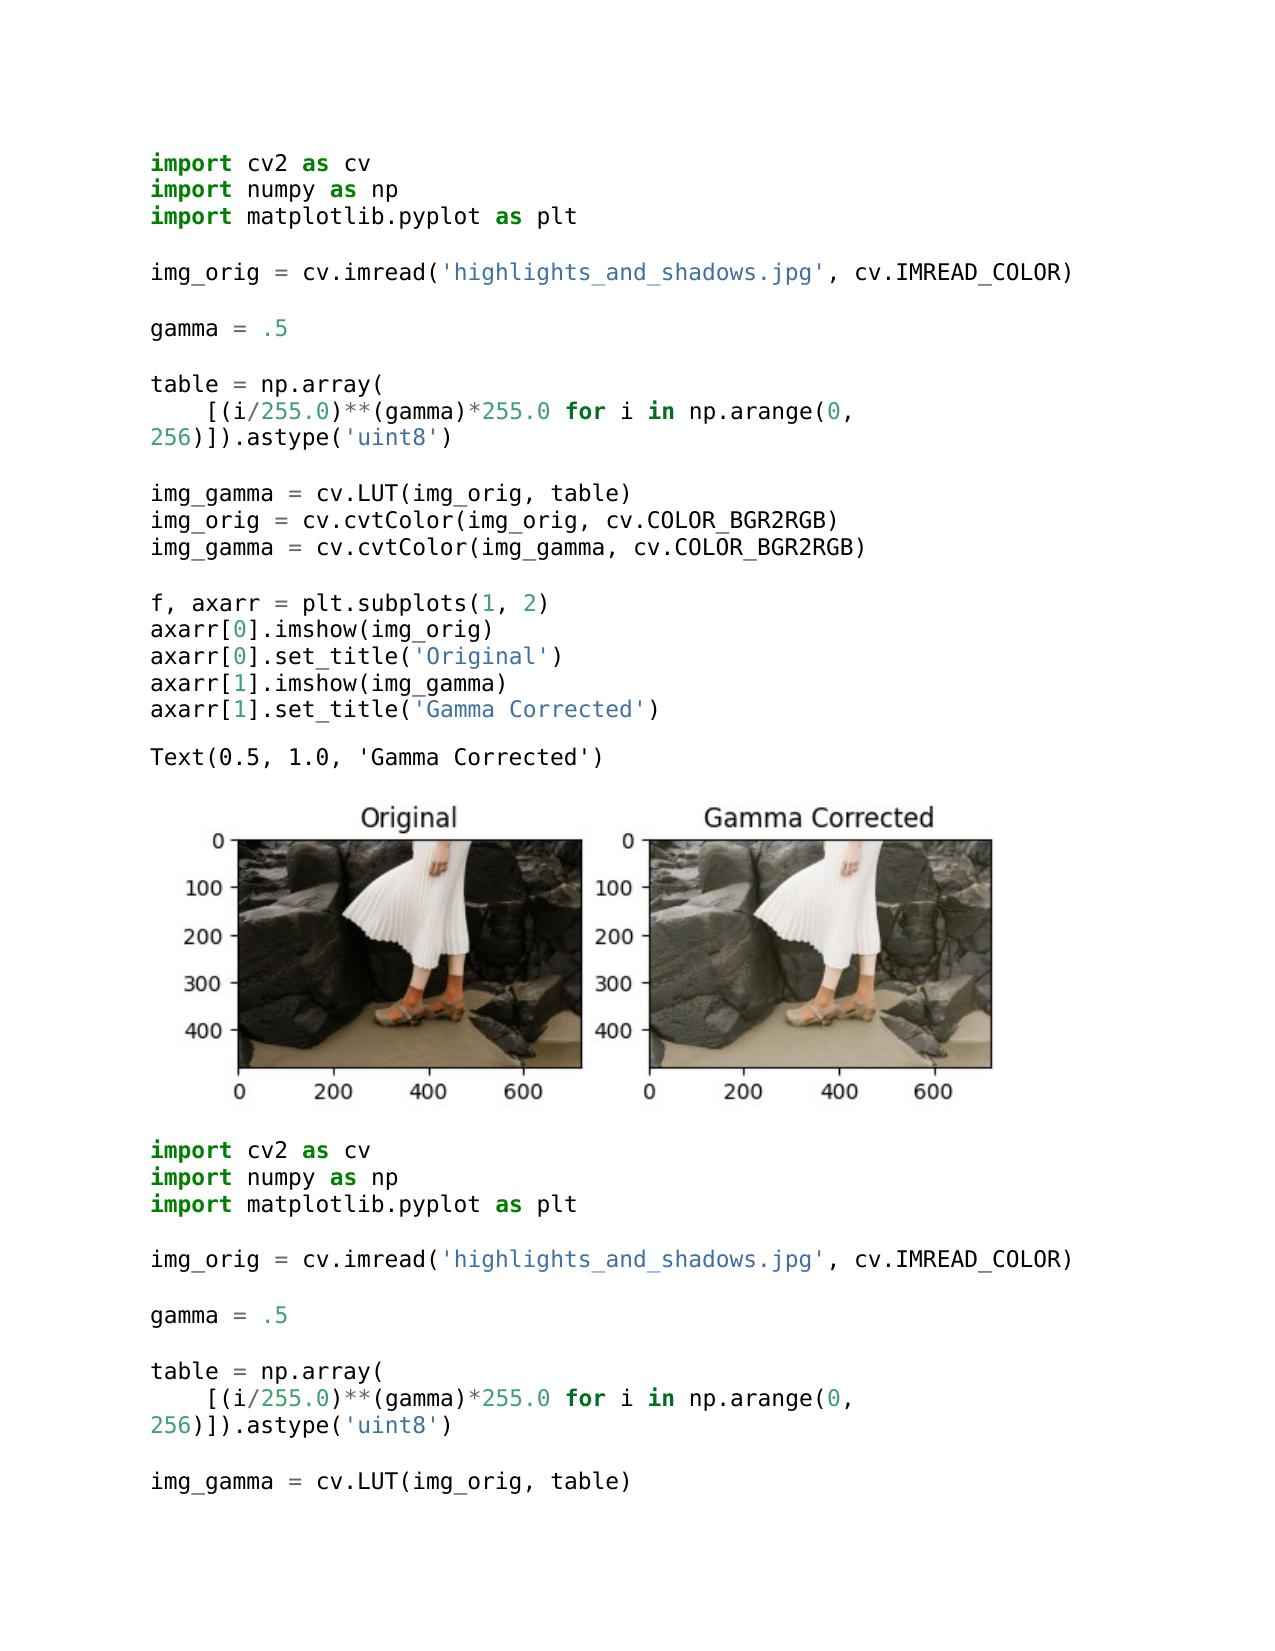 import cv2 as cv
import numpy as np
import matplotlib.pyplot as plt
img_orig = cv.imread('highlights_and_shadows.jpg', cv.IMREAD_COLOR)
gamma = .5
table = np.array(
    [(i/255.0)**(gamma)*255.0 for i in np.arange(0,
256)]).astype('uint8')
img_gamma = cv.LUT(img_orig, table)
img_orig = cv.cvtColor(img_orig, cv.COLOR_BGR2RGB)
img_gamma = cv.cvtColor(img_gamma, cv.COLOR_BGR2RGB)
f, axarr = plt.subplots(1, 2)
axarr[0].imshow(img_orig)
axarr[0].set_title('Original')
axarr[1].imshow(img_gamma)
axarr[1].set_title('Gamma Corrected')
Text(0.5, 1.0, 'Gamma Corrected')
Original Gamma Corrected
0 0
100 100
200 200
300 300
400 400
0 200 400 600 0 200 400 600
import cv2 as cv
import numpy as np
import matplotlib.pyplot as plt
img_orig = cv.imread('highlights_and_shadows.jpg', cv.IMREAD_COLOR)
gamma = .5
table = np.array(
    [(i/255.0)**(gamma)*255.0 for i in np.arange(0,
256)]).astype('uint8')
img_gamma = cv.LUT(img_orig, table)